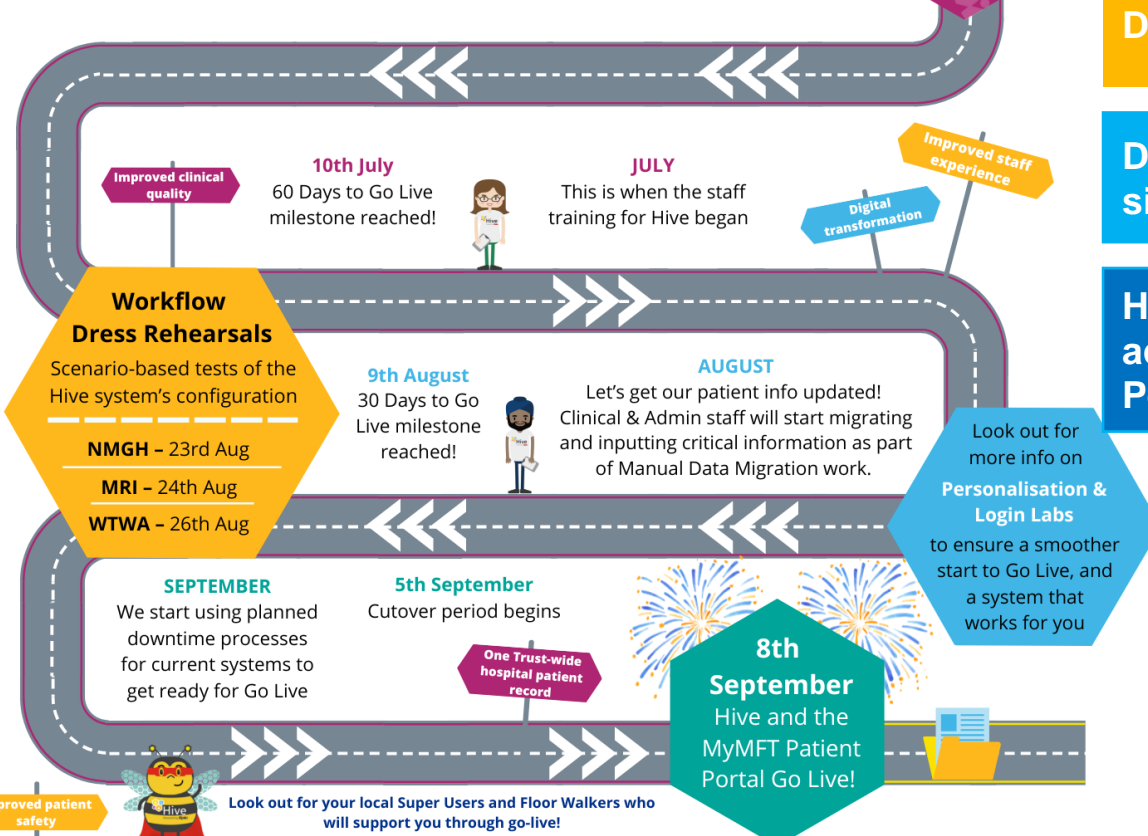 Improved clinical
quality
10th July
60 Days to Go Live
milestone reached!
JULY
This is when the staff
training for Hive began
Digital
transformation
Improved staff
experience
Workflow
Dress Rehearsals
Scenario-based tests of the
Hive system's configuration
NMGH – 23rd Aug
MRI – 24th Aug
WTWA – 26th Aug
9th August
30 Days to Go
Live milestone
reached!
AUGUST
Let's get our patient info updated!
Clinical & Admin staff will start migrating
and inputting critical information as part
of Manual Data Migration work.
Look out for
more info on
Personalisation &
Login Labs
to ensure a smoother
start to Go Live, and
a system that
works for you
SEPTEMBER
We start using planned
downtime processes
for current systems to
get ready for Go Live
5th September
Cutover period begins
One Trust-wide
hospital patient
record
8th
September
Hive and the
MyMFT Patient
Portal Go Live!
proved patient
safety
Hive
Look out for your local Super Users and Floor Walkers who
will support you through go-live!
D
D
si
H
a
P